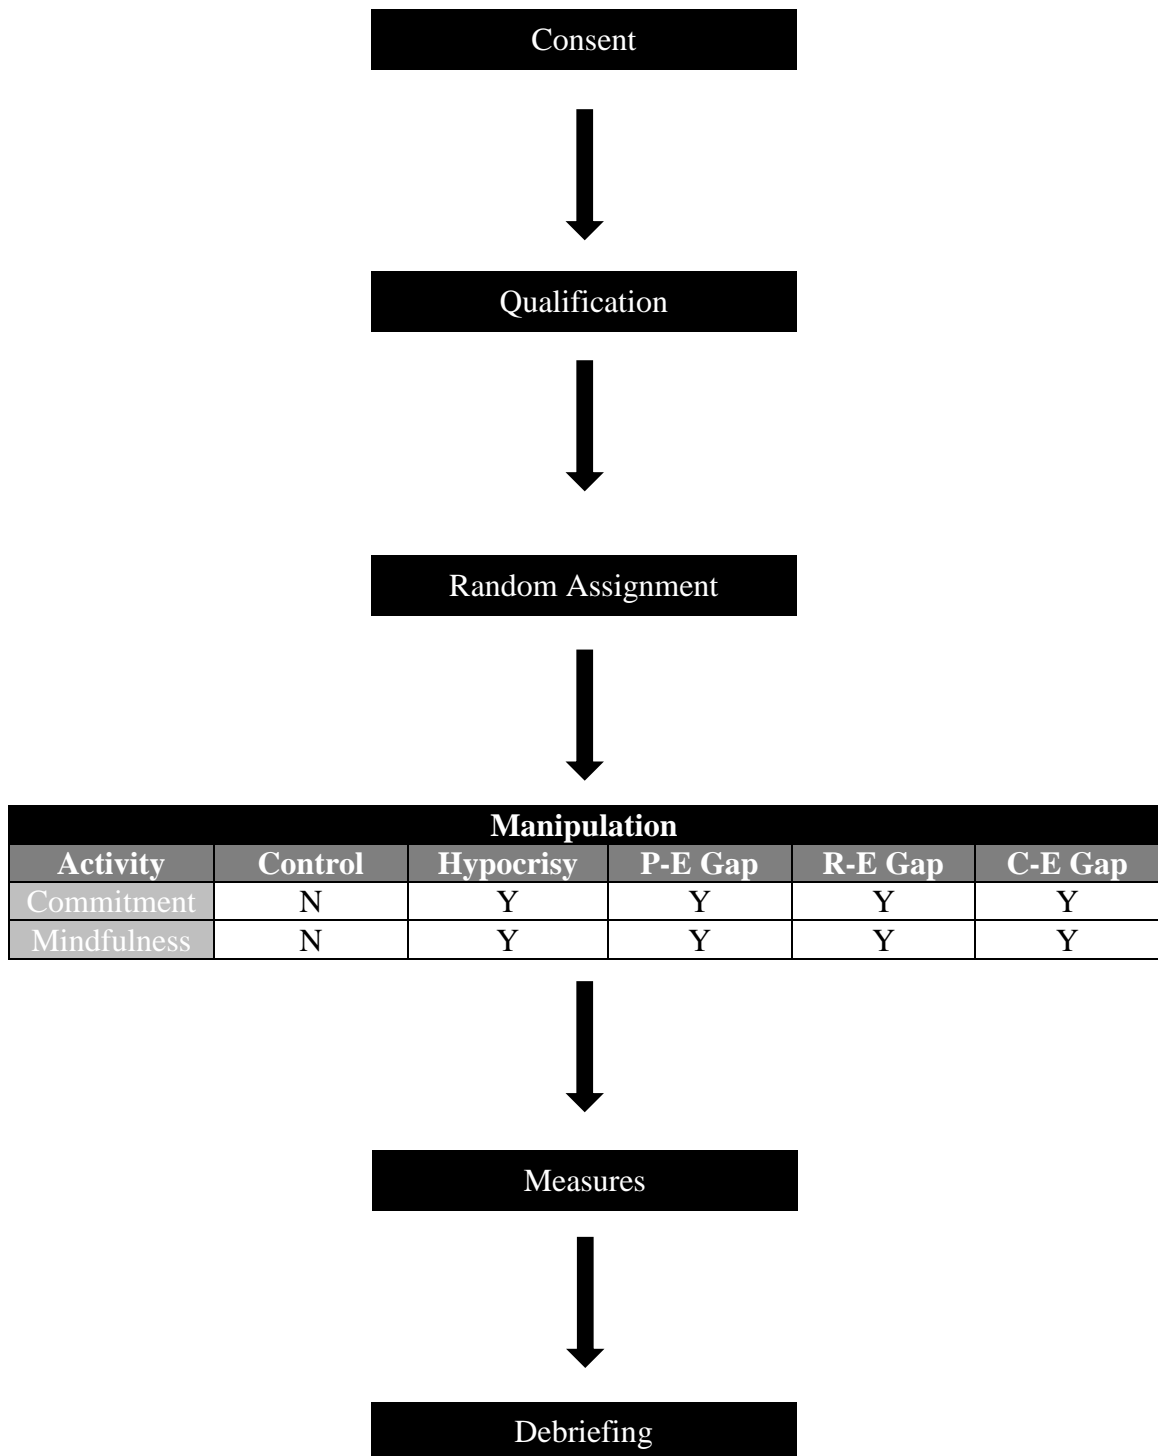 Consent
Qualification
Random Assignment
Manipulation
Activity Control Hypocrisy P-E Gap R-E Gap C-E Gap
Commitment N Y Y Y Y
Mindfulness N Y Y Y Y
Measures
Debriefing